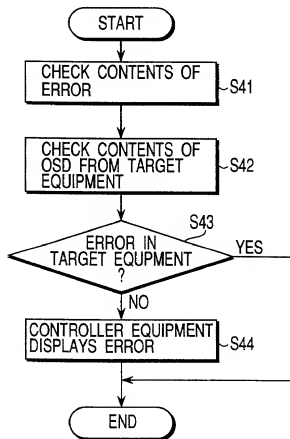 START
CHECK CONTENTS OF
ERROR
S41
CHECK CONTENTS OF
OSD FROM TARGET
EQUIPMENT
S42
S43
ERROR IN
TARGET EQUPMENT
?
YES
NO
CONTROLLER EQUIPMENT
DISPLAYS ERROR
S44
END